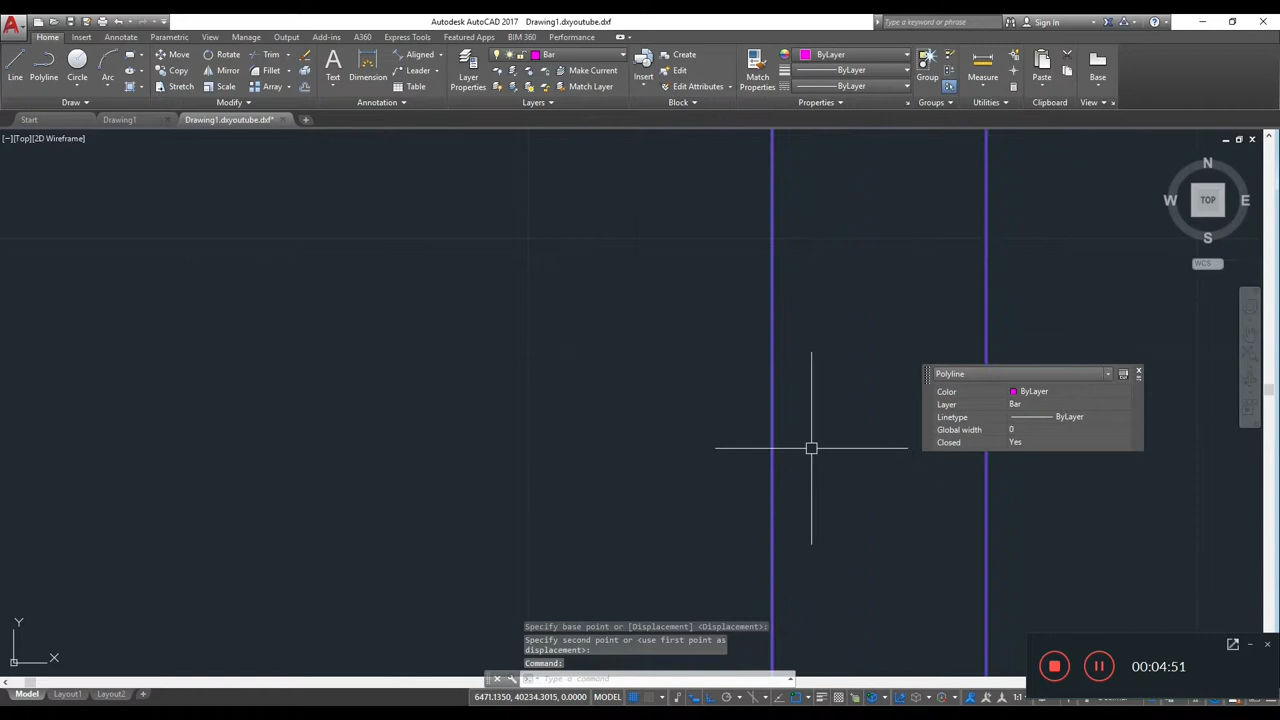 Autodesk AutoCAD 2017 Drawing1.dxyoutube.dxf
Type a keyword or phrase
Sign In
Home Insert Annotate Parametric View Manage Output Add-ins A360 Express Tools Featured Apps BIM 360 Performance
Line Polyline Circle Arc
Move Rotate Trim
Copy Mirror Fillet
Stretch Scale Array
Text Dimension
Aligned
Leader
Table
Layer Properties
Bar
Make Current
Match Layer
Insert
Create
Edit
Edit Attributes
Match Properties
ByLayer
ByLayer
ByLayer
Group Measure Paste Base
Draw Modify Annotation Layers Block Properties Groups Utilities Clipboard View
Start Drawing1 Drawing1.dxyoutube.dxf*
[−][Top][2D Wireframe]
N
W TOP E
S
WCS
Polyline
Color ByLayer
Layer Bar
Linetype ByLayer
Global width 0
Closed Yes
Y
X
Specify base point or [Displacement] <Displacement>:
Specify second point or <use first point as
displacement>:
Command:
Type a command
00:04:51
Model Layout1 Layout2
6471.1350, 40234.3015, 0.0000 MODEL
1:1